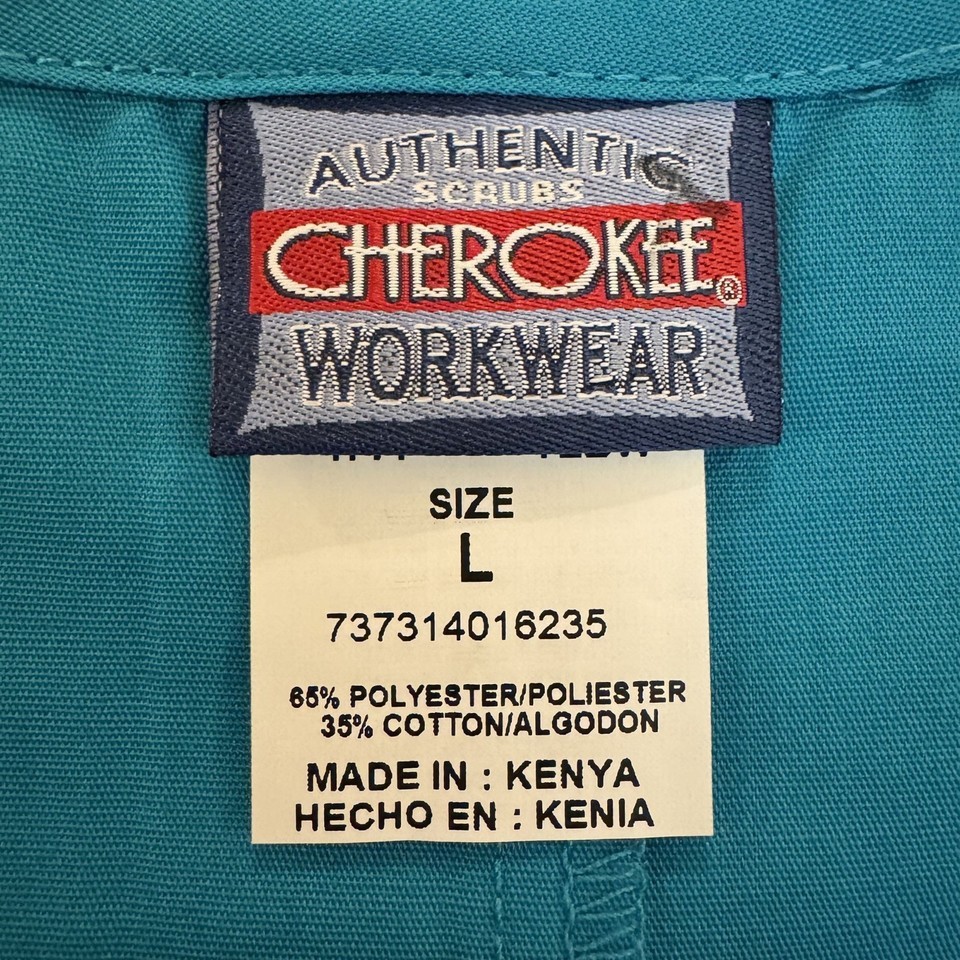 AUTHENTIC
SCRUBS
CHEROKEE®
WORKWEAR
SIZE
L
737314016235
65% POLYESTER/POLIESTER
35% COTTON/ALGODON
MADE IN : KENYA
HECHO EN : KENIA